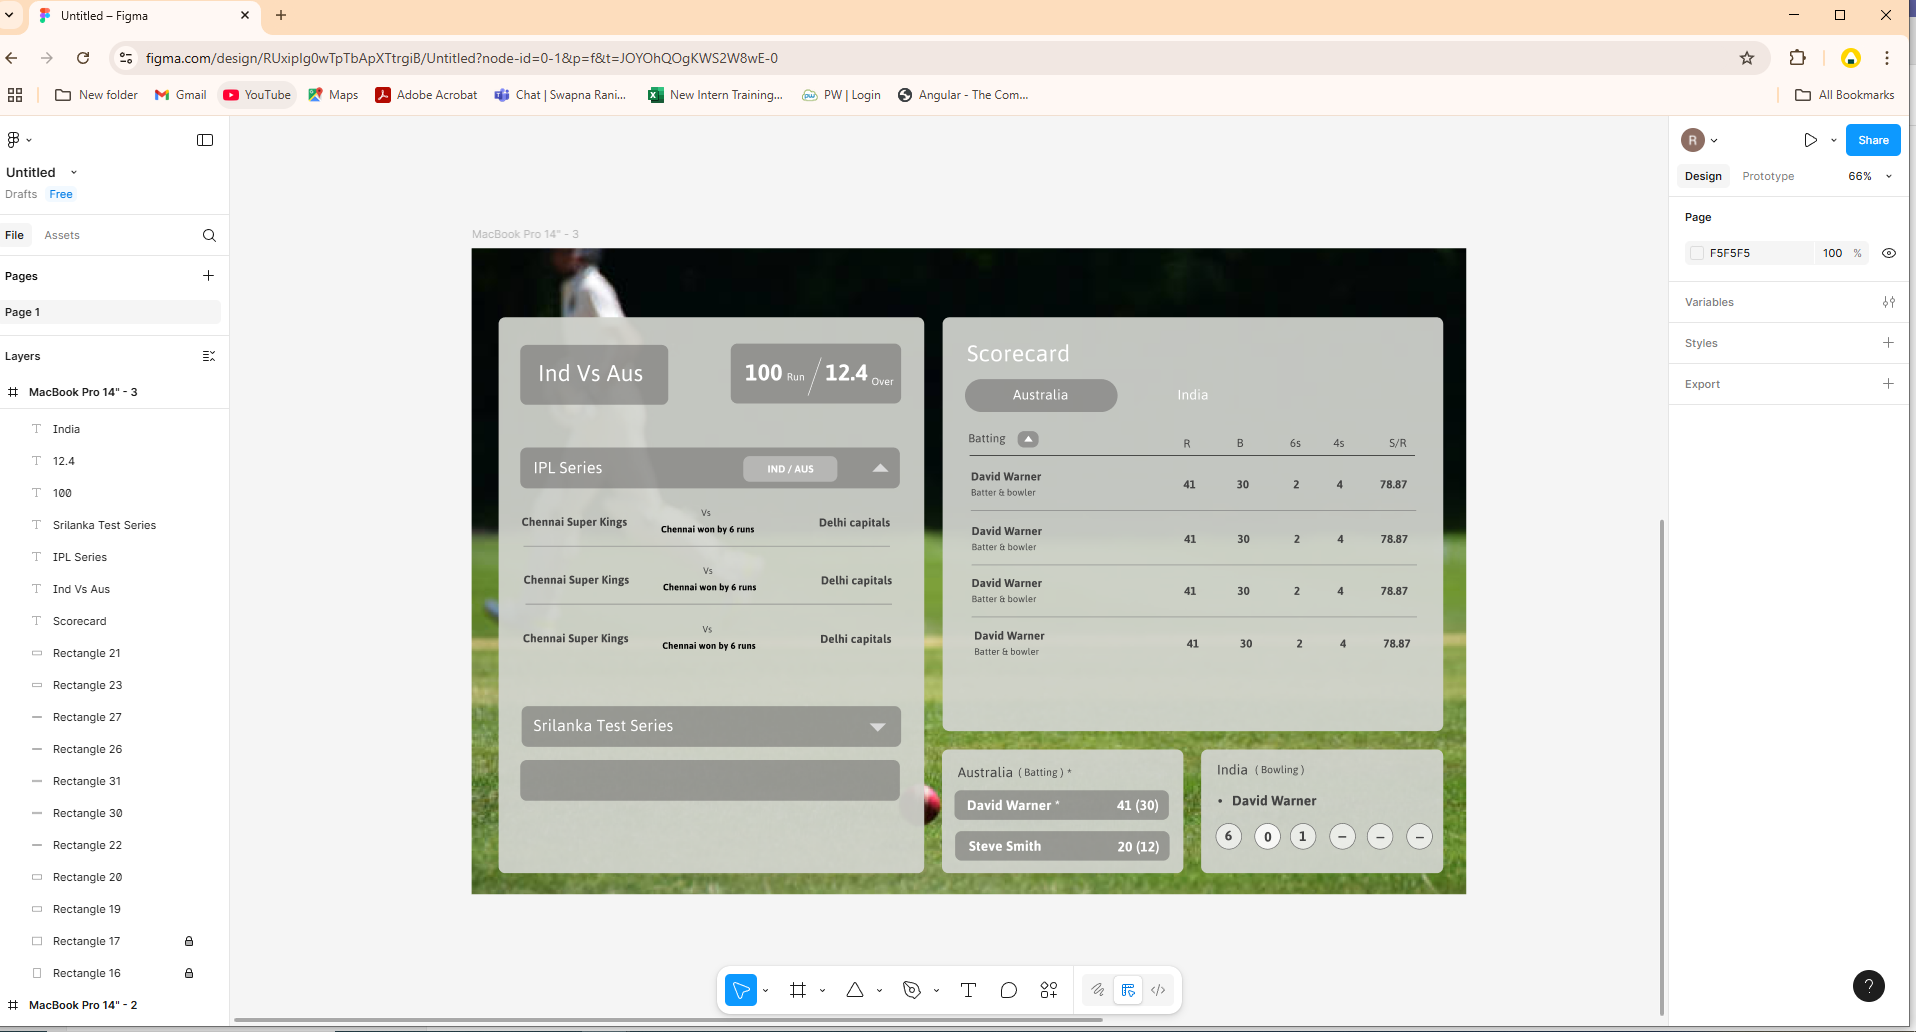 Untitled – Figma
figma.com/design/RUxipIg0wTpTbApXTtrgiB/Untitled?node-id=0-1&p=f&t=JOYOhQOgKWS2W8wE-0
New folder
Gmail
YouTube
Maps
Adobe Acrobat
Chat | Swapna Rani...
New Intern Training...
PW | Login
Angular - The Com...
All Bookmarks
Untitled
Drafts Free
File Assets
Pages
Page 1
Layers
MacBook Pro 14" - 3
India
12.4
100
Srilanka Test Series
IPL Series
Ind Vs Aus
Scorecard
Rectangle 21
Rectangle 23
Rectangle 27
Rectangle 26
Rectangle 31
Rectangle 30
Rectangle 22
Rectangle 20
Rectangle 19
Rectangle 17
Rectangle 16
MacBook Pro 14" - 2
MacBook Pro 14" - 3
Ind Vs Aus
100 Run / 12.4 Over
IPL Series IND / AUS
Vs
Chennai Super Kings Chennai won by 6 runs Delhi capitals
Vs
Chennai Super Kings Chennai won by 6 runs Delhi capitals
Vs
Chennai Super Kings Chennai won by 6 runs Delhi capitals
Srilanka Test Series
Scorecard
Australia India
Batting R B 6s 4s S/R
David Warner
Batter & bowler
41 30 2 4 78.87
David Warner
Batter & bowler
41 30 2 4 78.87
David Warner
Batter & bowler
41 30 2 4 78.87
David Warner
Batter & bowler
41 30 2 4 78.87
Australia ( Batting ) *
David Warner * 41 (30)
Steve Smith 20 (12)
India ( Bowling )
• David Warner
6 0 1 – – –
R
Share
Design Prototype 66%
Page
F5F5F5 100 %
Variables
Styles
Export
?